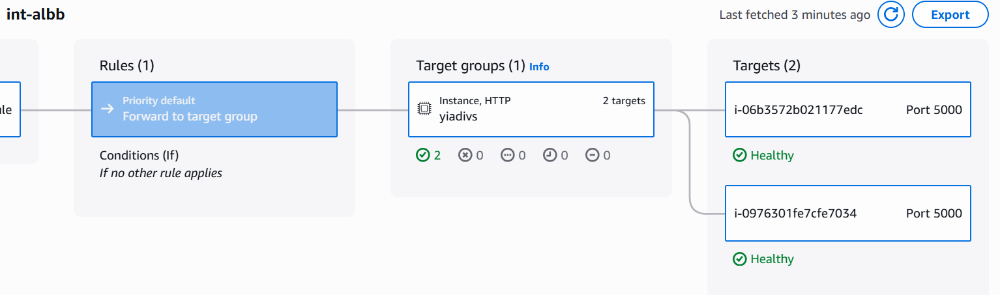 int-albb
Last fetched 3 minutes ago
Export
Rules (1)
Priority default
Forward to target group
Conditions (If)
If no other rule applies
Target groups (1) Info
Instance, HTTP
2 targets
yiadivs
2 0 0 0 0
Targets (2)
i-06b3572b021177edc Port 5000
Healthy
i-0976301fe7cfe7034 Port 5000
Healthy